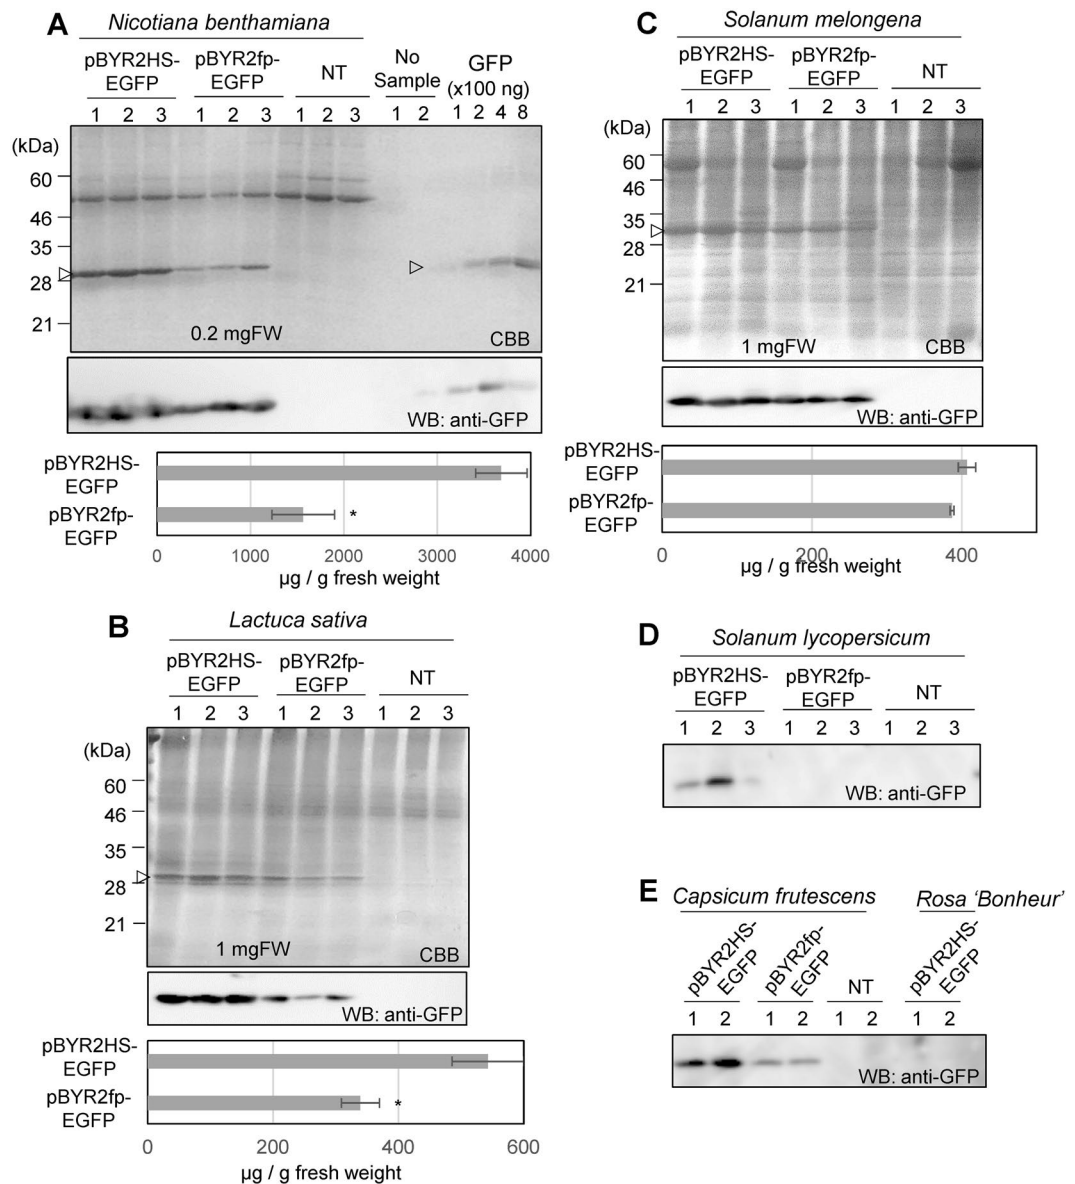 A
Nicotiana benthamiana
pBYR2HS-
EGFP
pBYR2fp-
EGFP
NT
No
Sample
GFP
(x100 ng)
1 2 3 1 2 3 1 2 3 1 2 1 2 4 8
(kDa)
60
46
35
28
21
0.2 mgFW
CBB
WB: anti-GFP
pBYR2HS-
EGFP
pBYR2fp-
EGFP
*
0 1000 2000 3000 4000
µg / g fresh weight
B
Lactuca sativa
pBYR2HS-
EGFP
pBYR2fp-
EGFP
NT
1 2 3 1 2 3 1 2 3
(kDa)
60
46
35
28
21
1 mgFW
CBB
WB: anti-GFP
pBYR2HS-
EGFP
pBYR2fp-
EGFP
*
0 200 400 600
µg / g fresh weight
C
Solanum melongena
pBYR2HS-
EGFP
pBYR2fp-
EGFP
NT
1 2 3 1 2 3 1 2 3
(kDa)
60
46
35
28
21
1 mgFW
CBB
WB: anti-GFP
pBYR2HS-
EGFP
pBYR2fp-
EGFP
0 200 400
µg / g fresh weight
D
Solanum lycopersicum
pBYR2HS-
EGFP
pBYR2fp-
EGFP
NT
1 2 3 1 2 3 1 2 3
WB: anti-GFP
E
Capsicum frutescens
Rosa ‘Bonheur’
pBYR2HS-
EGFP
pBYR2fp-
EGFP
NT
pBYR2HS-
EGFP
1 2 1 2 1 2 1 2
WB: anti-GFP